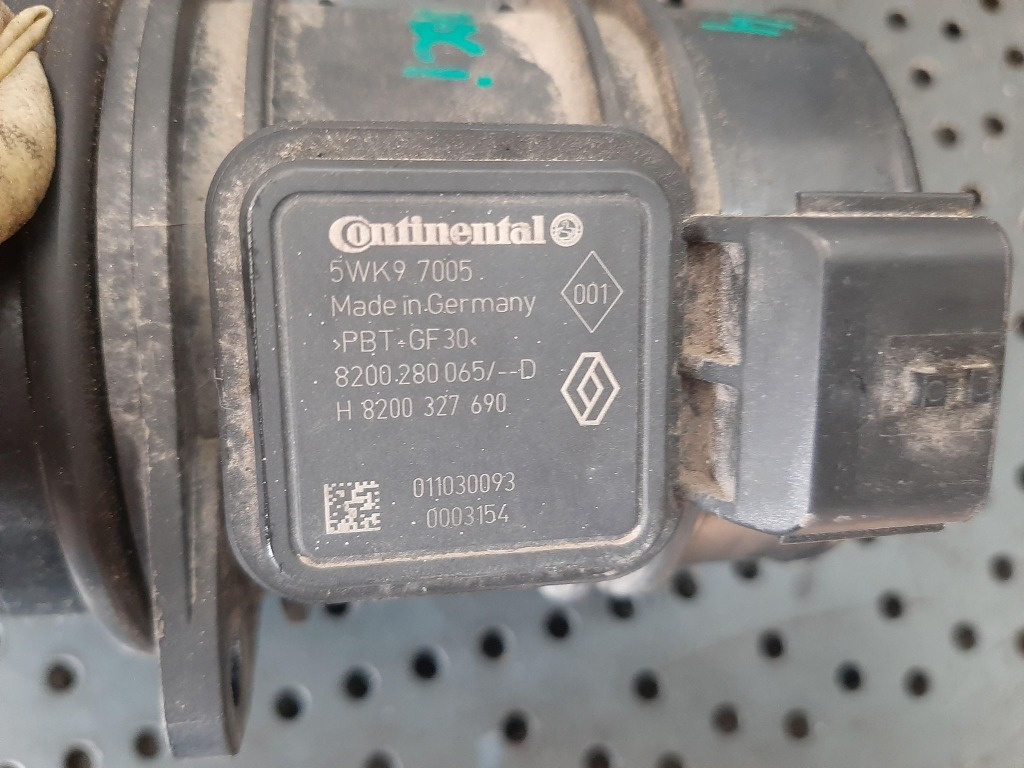 Continental
5WK9 7005
001
Made in Germany
>PBT-GF30<
8200 280 065/--D
H 8200 327 690
011030093
0003154